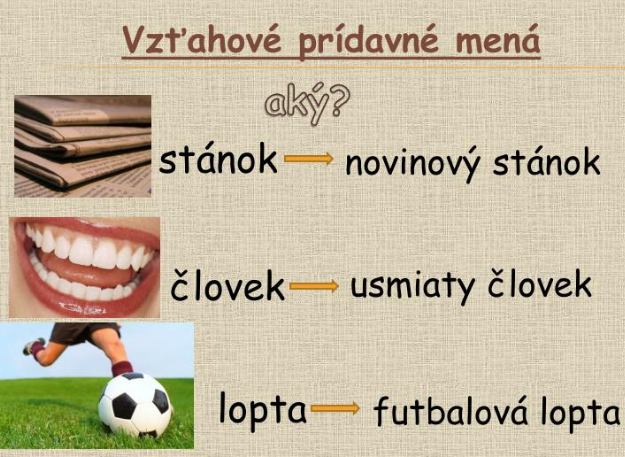 Vzťahové prídavné mená
aký?
stánok novinový stánok
človek usmiaty človek
lopta futbalová lopta